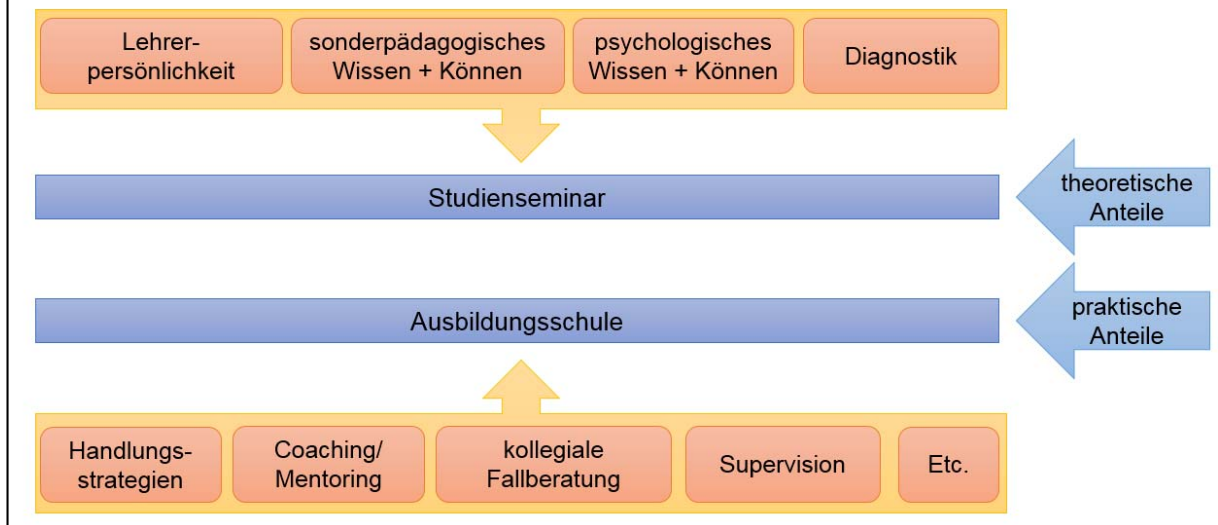 Lehrer-
persönlichkeit
sonderpädagogisches
Wissen + Können
psychologisches
Wissen + Können
Diagnostik
Studienseminar
theoretische
Anteile
Ausbildungsschule
praktische
Anteile
Handlungs-
strategien
Coaching/
Mentoring
kollegiale
Fallberatung
Supervision
Etc.